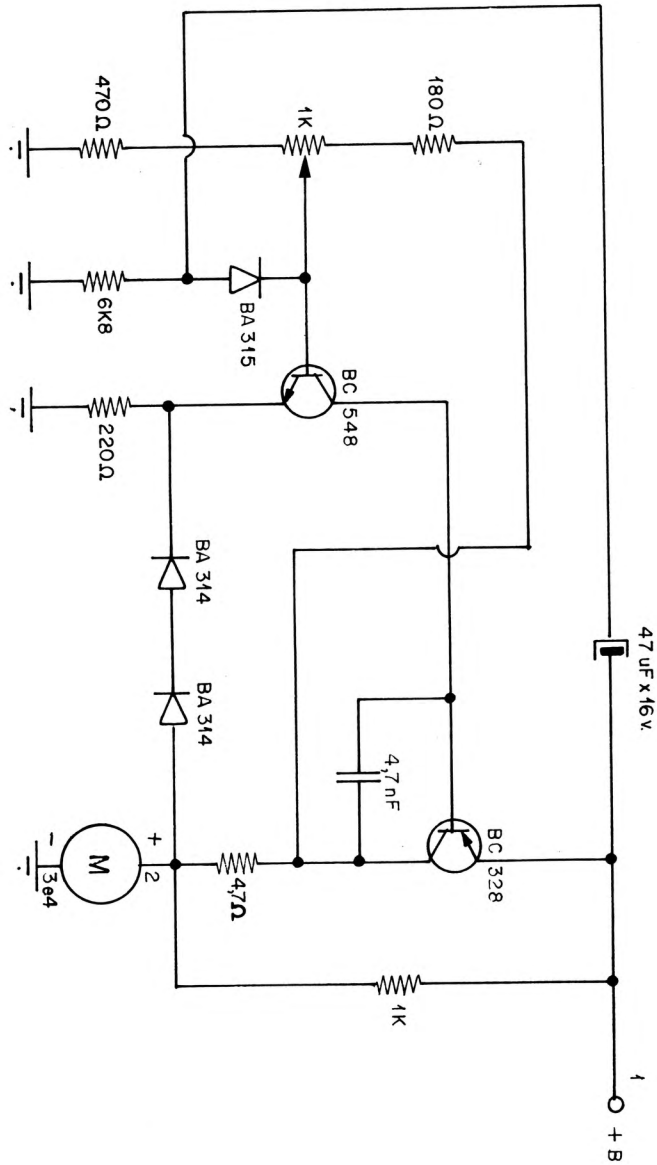 470Ω
1K
180Ω
6K8
BA 315
BC 548
220Ω
BA 314
BA 314
47 uF x 16 v.
4,7nF
BC 328
4,7Ω
1K
M
+
2
-
3e4
1
+ B